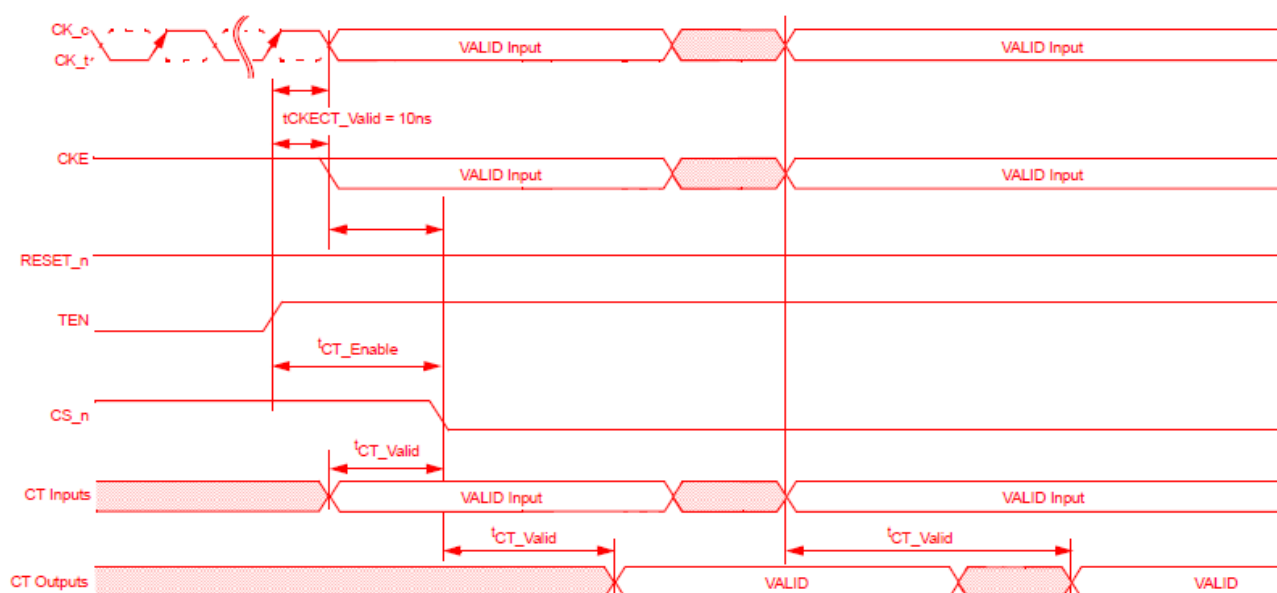 CK_c
VALID Input
VALID Input
CK_t
tCKECT_Valid = 10ns
CKE
VALID Input
VALID Input
RESET_n
TEN
tCT_Enable
CS_n
tCT_Valid
CT Inputs
VALID Input
VALID Input
tCT_Valid
tCT_Valid
CT Outputs
VALID
VALID